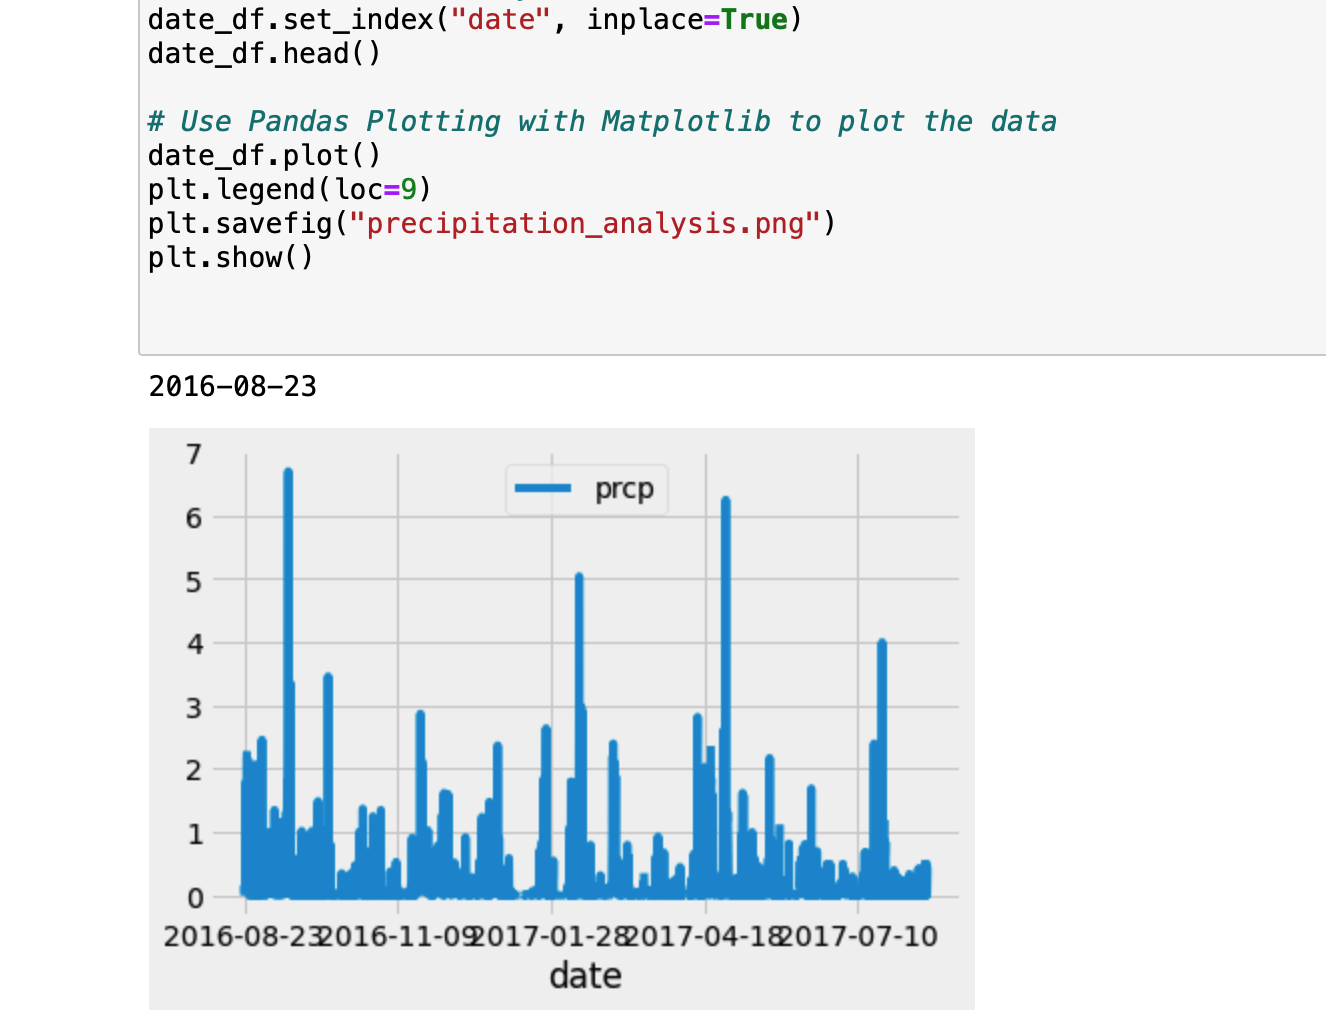 date_df.set_index("date", inplace=True)
date_df.head()
# Use Pandas Plotting with Matplotlib to plot the data
date_df.plot()
plt.legend(loc=9)
plt.savefig("precipitation_analysis.png")
plt.show()
2016-08-23
7
prcp
6
5
4
3
2
1
0
2016-08-23 2016-11-09 2017-01-28 2017-04-18 2017-07-10
date